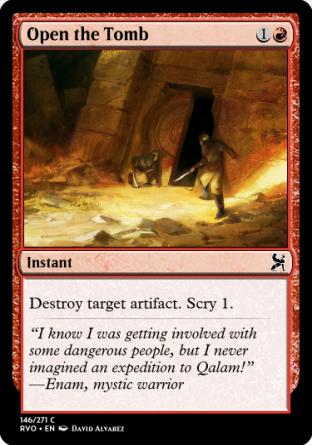 Open the Tomb 1
Instant
Destroy target artifact. Scry 1.
“I know I was getting involved with
some dangerous people, but I never
imagined an expedition to Qalam!”
—Enam, mystic warrior
146/271 C
RVO • EN DAVID ALVAREZ